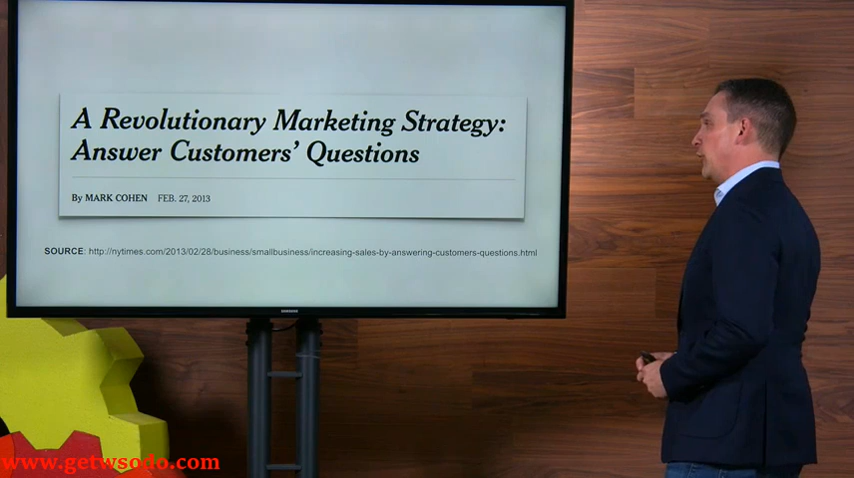 A Revolutionary Marketing Strategy:
Answer Customers' Questions
By MARK COHEN FEB. 27, 2013
SOURCE: http://nytimes.com/2013/02/28/business/smallbusiness/increasing-sales-by-answering-customers-questions.html
SAMSUNG
www.getwsodo.com